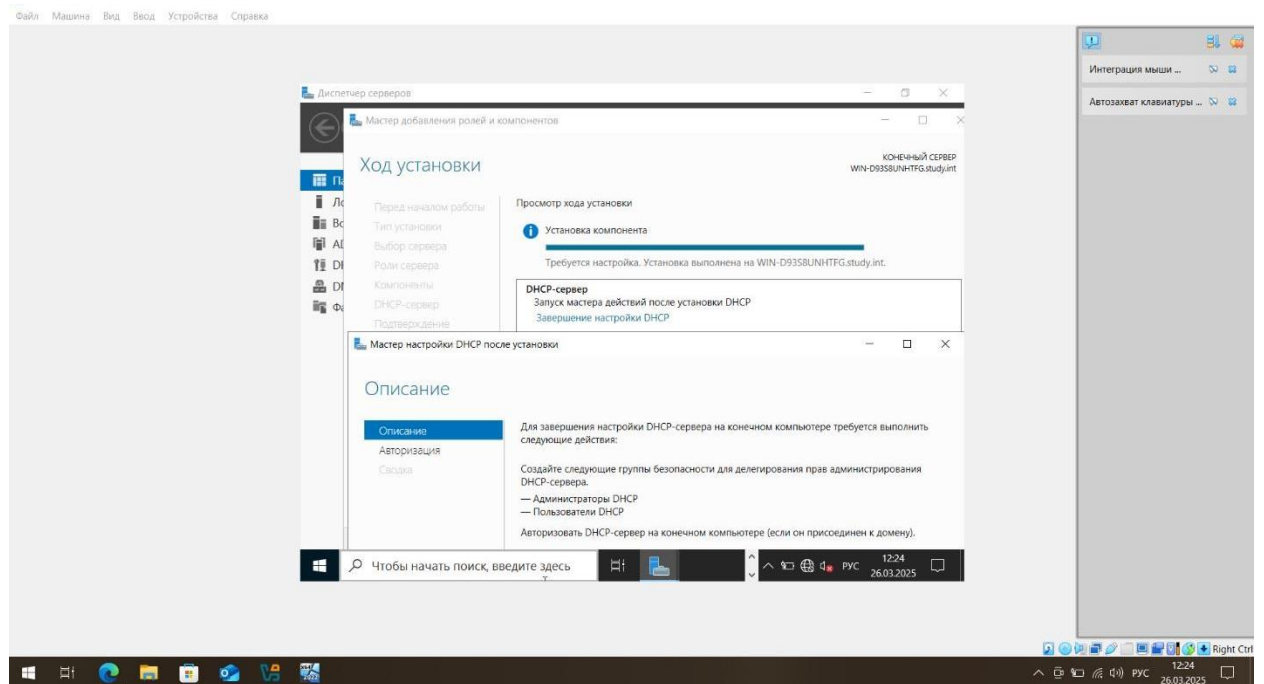 Файл Машина Вид Ввод Устройства Справка
Интеграция мыши ...
Автозахват клавиатуры ...
Диспетчер серверов
Мастер добавления ролей и компонентов
Ход установки
КОНЕЧНЫЙ СЕРВЕР
WIN-D93S8UNHTFG.study.int
Перед началом работы
Тип установки
Выбор сервера
Роли сервера
Компоненты
DHCP-сервер
Подтверждение
Просмотр хода установки
Установка компонента
Требуется настройка. Установка выполнена на WIN-D93S8UNHTFG.study.int.
DHCP-сервер
Запуск мастера действий после установки DHCP
Завершение настройки DHCP
Мастер настройки DHCP после установки
Описание
Описание
Авторизация
Сводка
Для завершения настройки DHCP-сервера на конечном компьютере требуется выполнить
следующие действия:
Создайте следующие группы безопасности для делегирования прав администрирования
DHCP-сервера.
— Администраторы DHCP
— Пользователи DHCP
Авторизовать DHCP-сервер на конечном компьютере (если он присоединен к домену).
Чтобы начать поиск, введите здесь
РУС
12:24
26.03.2025
Right Ctrl
РУС
12:24
26.03.2025